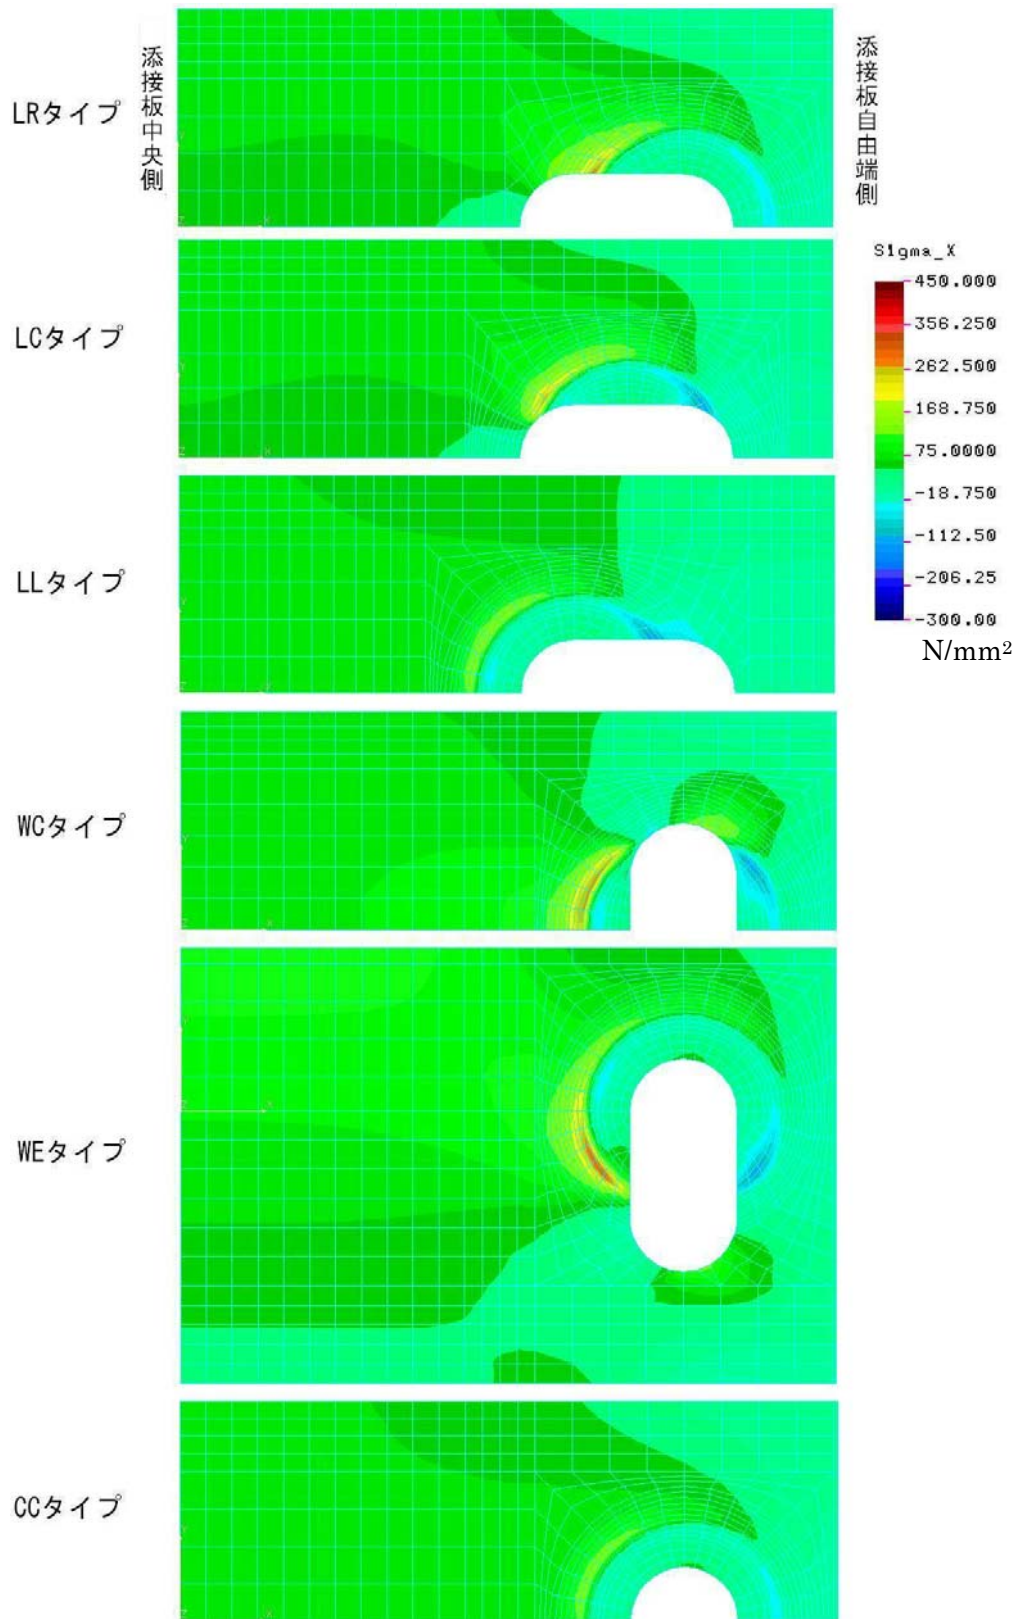 LRタイプ
添接板中央側
添接板自由端側
LCタイプ
Sigma_X
450.000
356.250
262.500
168.750
75.0000
-18.750
-112.50
-206.25
-300.00
N/mm²
LLタイプ
WCタイプ
WEタイプ
CCタイプ